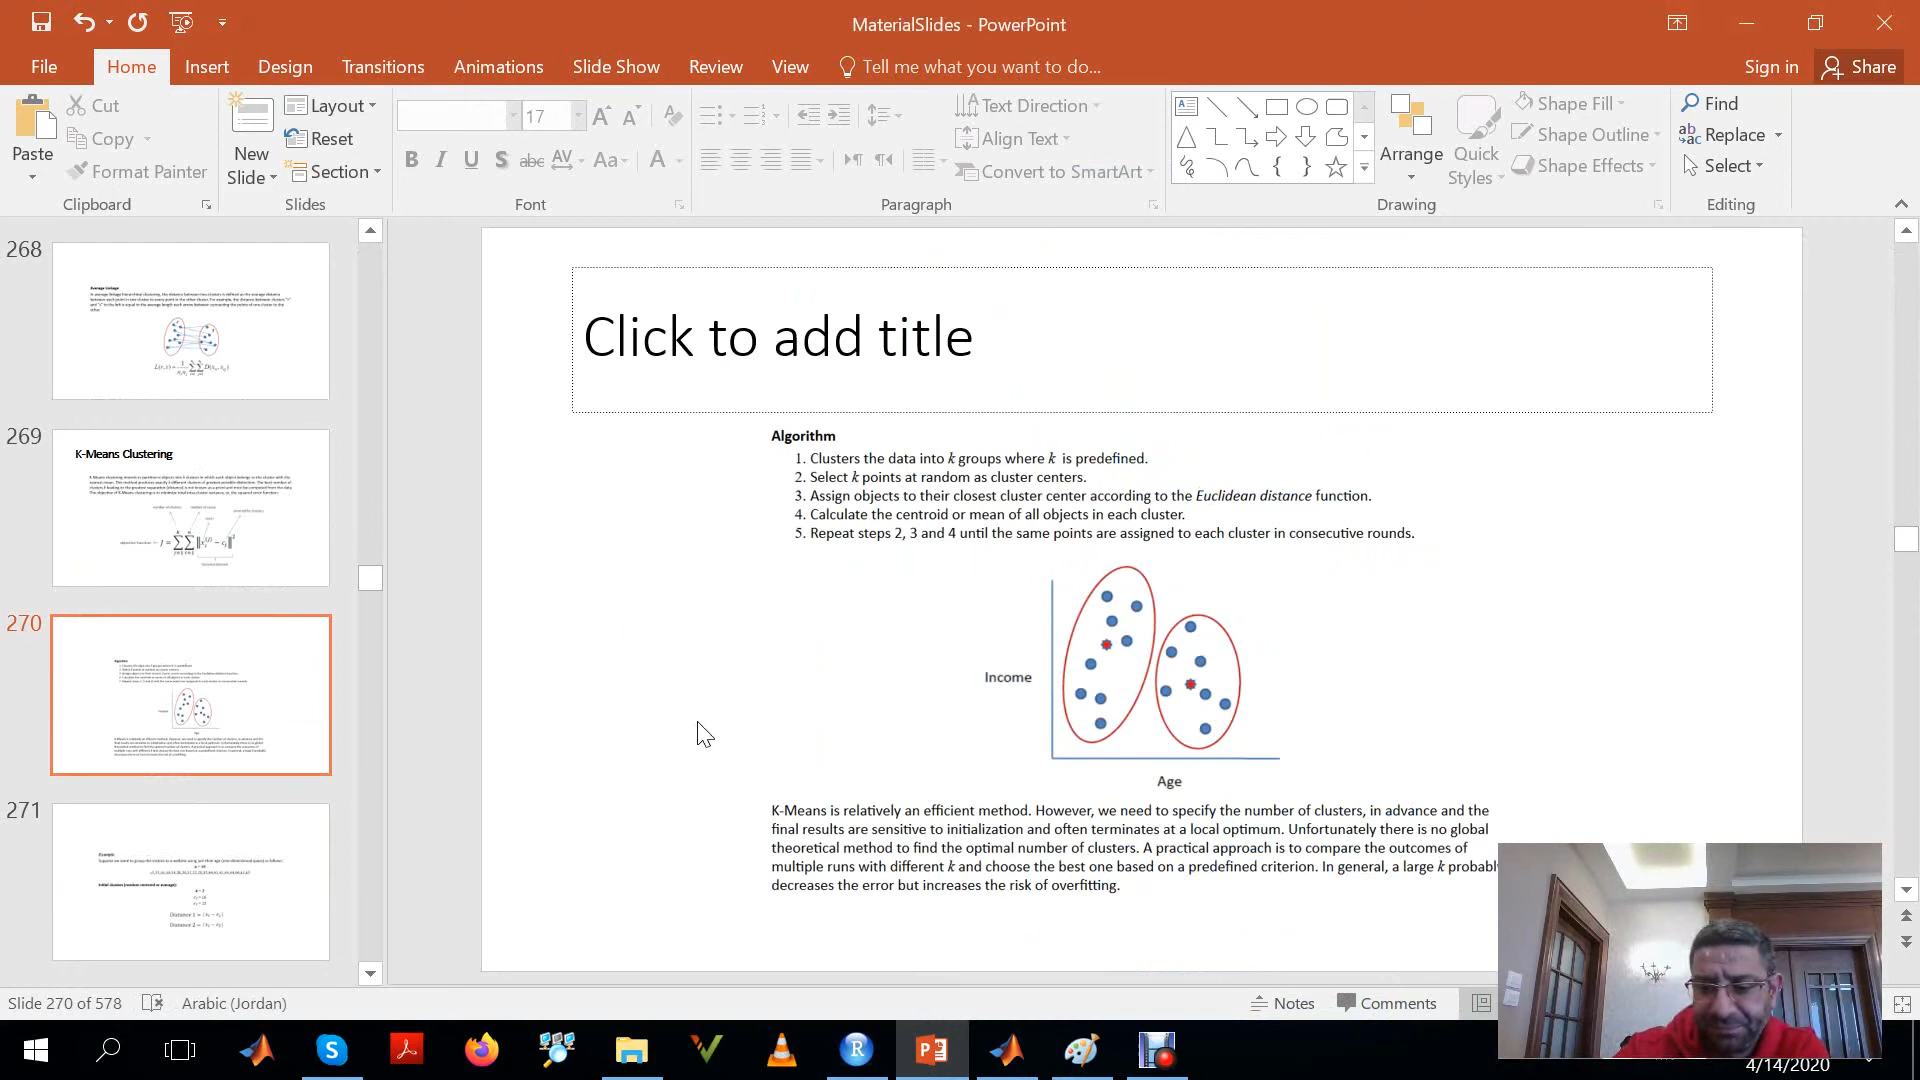 MaterialSlides - PowerPoint
File Home Insert Design Transitions Animations Slide Show Review View Tell me what you want to do... Sign in Share
Paste
Cut
Copy
Format Painter
Clipboard
New Slide
Layout
Reset
Section
Slides
17
Font
Text Direction
Align Text
Convert to SmartArt
Paragraph
Arrange
Quick Styles
Shape Fill
Shape Outline
Shape Effects
Drawing
Find
Replace
Select
Editing
268
Average Linkage
269
K-Means Clustering
270
271
Click to add title
Algorithm
1. Clusters the data into k groups where k is predefined.
2. Select k points at random as cluster centers.
3. Assign objects to their closest cluster center according to the Euclidean distance function.
4. Calculate the centroid or mean of all objects in each cluster.
5. Repeat steps 2, 3 and 4 until the same points are assigned to each cluster in consecutive rounds.
Income
Age
K-Means is relatively an efficient method. However, we need to specify the number of clusters, in advance and the
final results are sensitive to initialization and often terminates at a local optimum. Unfortunately there is no global
theoretical method to find the optimal number of clusters. A practical approach is to compare the outcomes of
multiple runs with different k and choose the best one based on a predefined criterion. In general, a large k probably
decreases the error but increases the risk of overfitting.
Slide 270 of 578 Arabic (Jordan) Notes Comments
4/14/2020